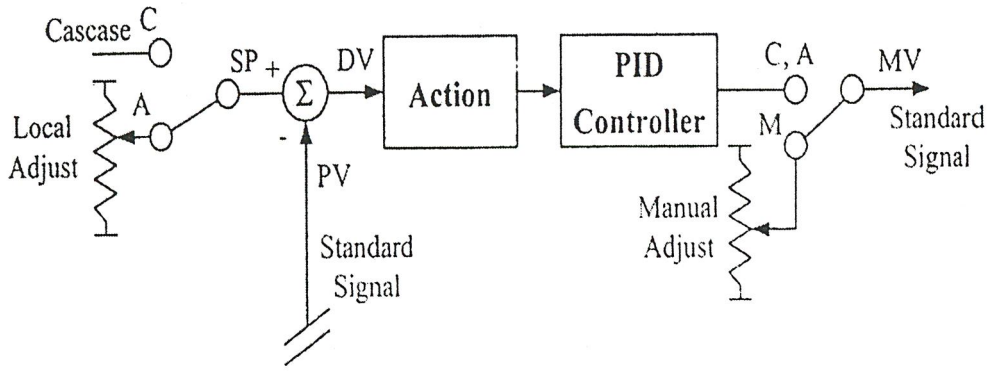 Cascase C
SP + DV
Σ
-
Action
PID
Controller
C, A
MV
Standard
Signal
A
Local
Adjust
M
PV
Manual
Adjust
Standard
Signal